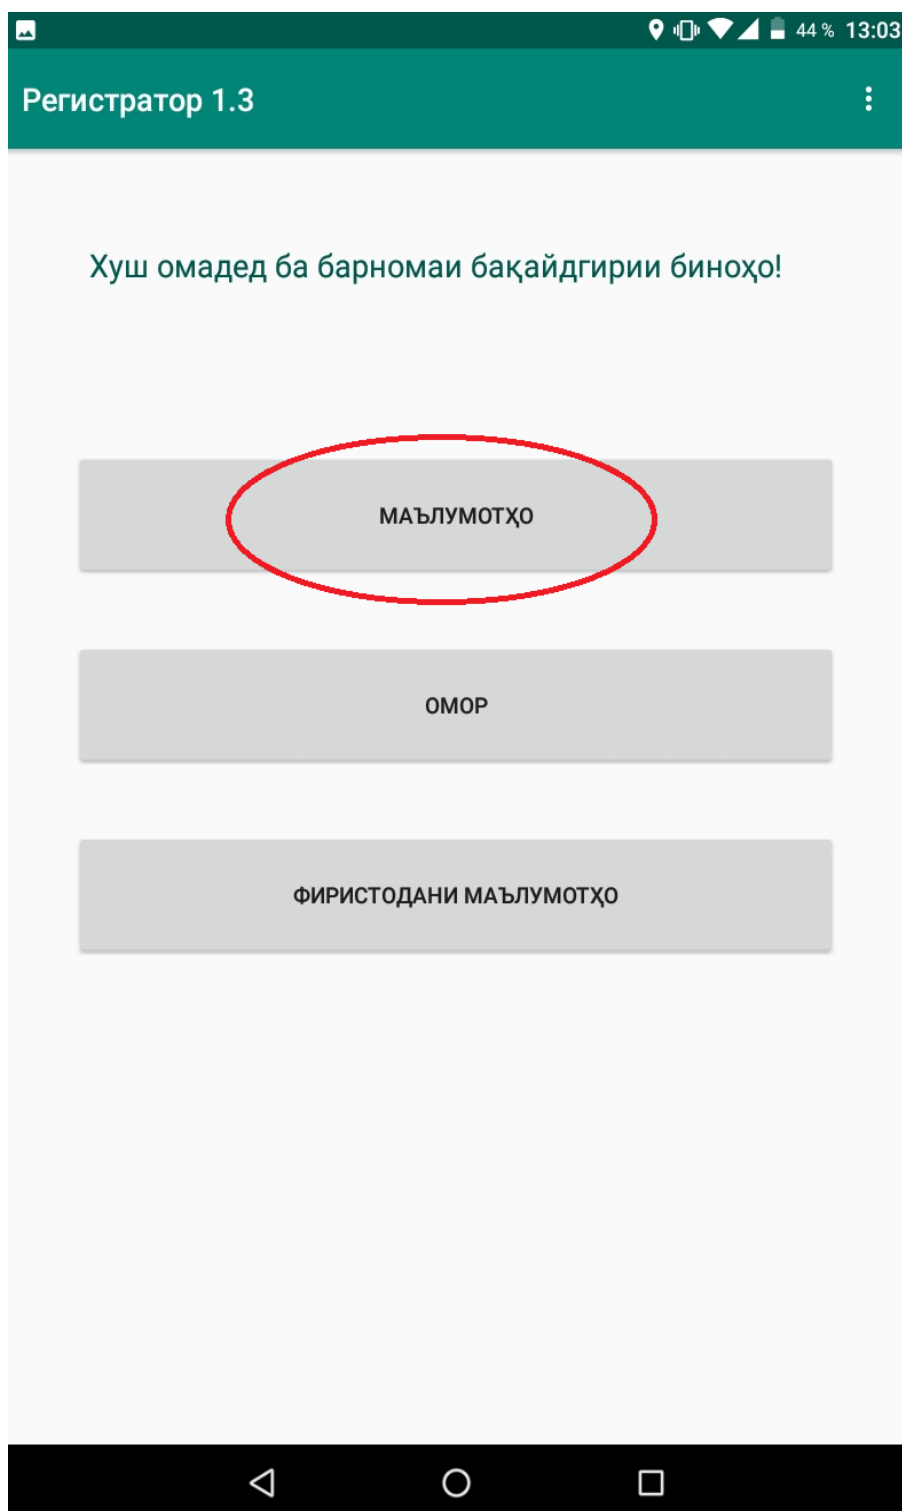 44 % 13:03
Регистратор 1.3
Хуш омадед ба барномаи бақайдгирии биноҳо!
МАЪЛУМОТҲО
ОМОР
ФИРИСТОДАНИ МАЪЛУМОТҲО